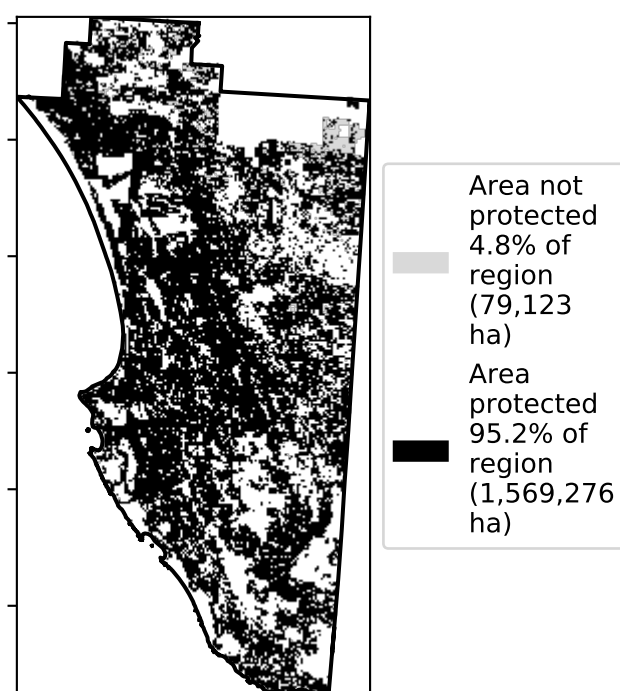 Area not
protected
4.8% of
region
(79,123
ha)
Area
protected
95.2% of
region
(1,569,276
ha)